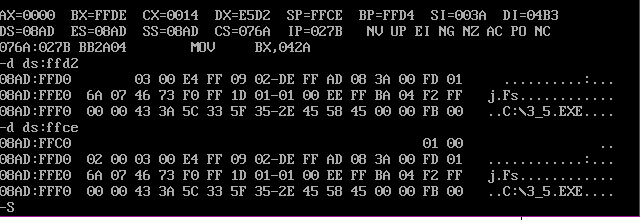 AX=0000 BX=FFDE CX=0014 DX=E5D2 SP=FFCE BP=FFD4 SI=003A DI=04B3
DS=08AD ES=08AD SS=08AD CS=076A IP=027B NV UP EI NG NZ AC PO NC
076A:027B BB2A04 MOV BX,042A
-d ds:ffd2
08AD:FFD0 03 00 E4 FF 09 02-DE FF AD 08 3A 00 FD 01 ..........:...
08AD:FFE0 6A 07 46 73 F0 FF 1D 01-01 00 EE FF BA 04 F2 FF j.Fs............
08AD:FFF0 00 00 43 3A 5C 33 5F 35-2E 45 58 45 00 00 FB 00 ..C:\3_5.EXE....
-d ds:ffce
08AD:FFC0 01 00 ..
08AD:FFD0 02 00 03 00 E4 FF 09 02-DE FF AD 08 3A 00 FD 01 ............:...
08AD:FFE0 6A 07 46 73 F0 FF 1D 01-01 00 EE FF BA 04 F2 FF j.Fs............
08AD:FFF0 00 00 43 3A 5C 33 5F 35-2E 45 58 45 00 00 FB 00 ..C:\3_5.EXE....
-S